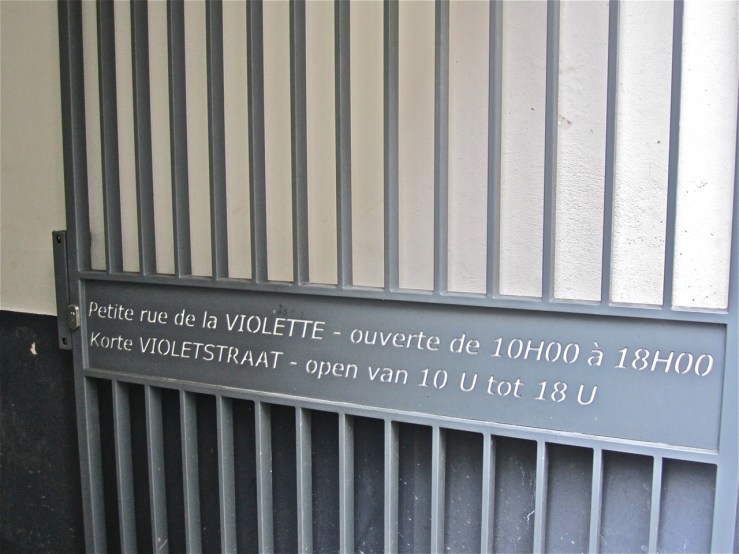 Petite rue de la VIOLETTE - ouverte de 10H00 à 18H00
Korte VIOLETSTRAAT - open van 10 U tot 18 U